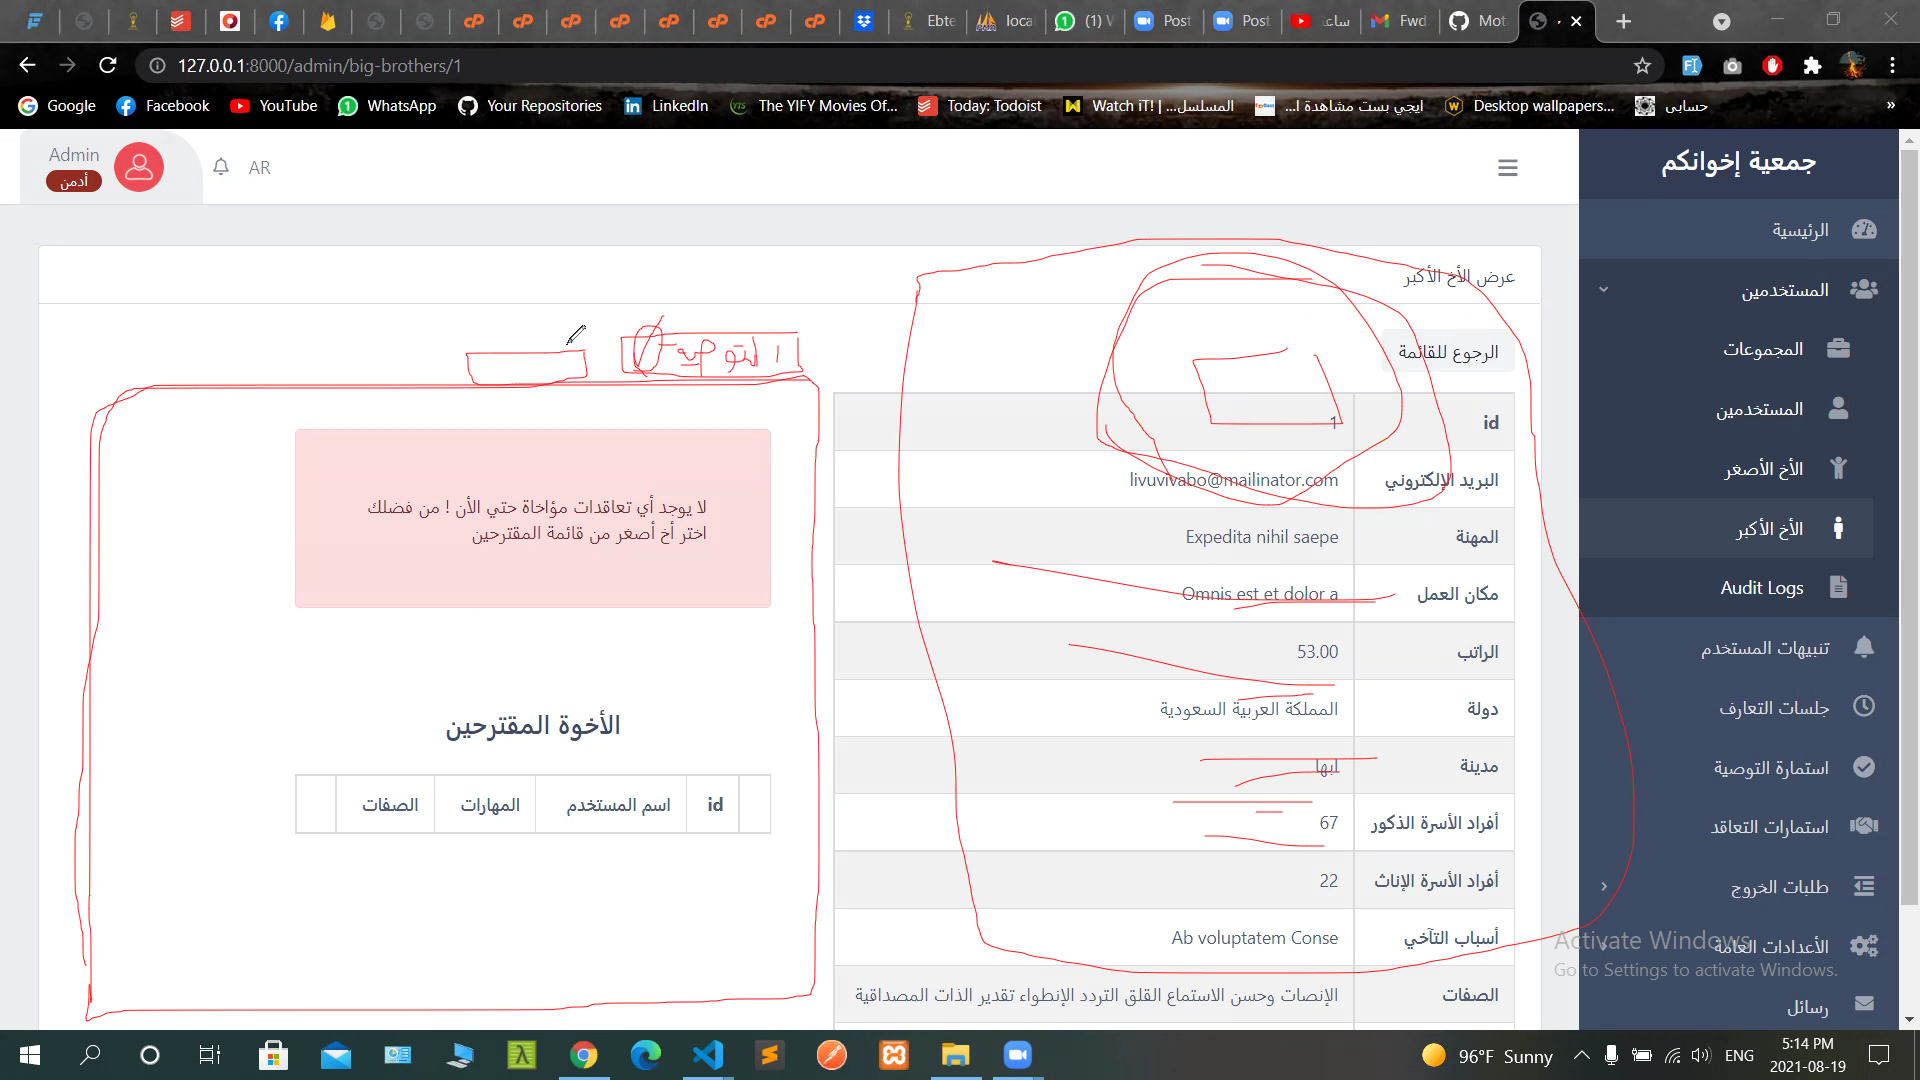 Ebte
loca
(1) W
Post
Post
ساعا
Fwd
Mot
127.0.0.1:8000/admin/big-brothers/1
Google
Facebook
YouTube
WhatsApp
Your Repositories
LinkedIn
The YIFY Movies Of...
Today: Todoist
Watch iT! | المسلسل...
ايجي بست مشاهدة ا...
Desktop wallpapers...
حسابى
Admin
أدمن
AR
جمعية إخوانكم
الرئيسية
المستخدمين
المجموعات
المستخدمين
الأخ الأصغر
الأخ الأكبر
Audit Logs
تنبيهات المستخدم
جلسات التعارف
استمارة التوصية
استمارات التعاقد
طلبات الخروج
الأعدادات العامة
رسائل
عرض الأخ الأكبر
الرجوع للقائمة
id 1
البريد الإلكتروني livuvivabo@mailinator.com
المهنة Expedita nihil saepe
مكان العمل Omnis est et dolor a
الراتب 53.00
دولة المملكة العربية السعودية
مدينة ابها
أفراد الأسرة الذكور 67
أفراد الأسرة الإناث 22
أسباب التآخي Ab voluptatem Conse
الصفات الإنصات وحسن الاستماع القلق التردد الإنطواء تقدير الذات المصداقية
لا يوجد أي تعاقدات مؤاخاة حتي الأن ! من فضلك
اختر أخ أصغر من قائمة المقترحين
الأخوة المقترحين
id اسم المستخدم المهارات الصفات
Activate Windows
Go to Settings to activate Windows.
96°F Sunny
ENG
5:14 PM
2021-08-19